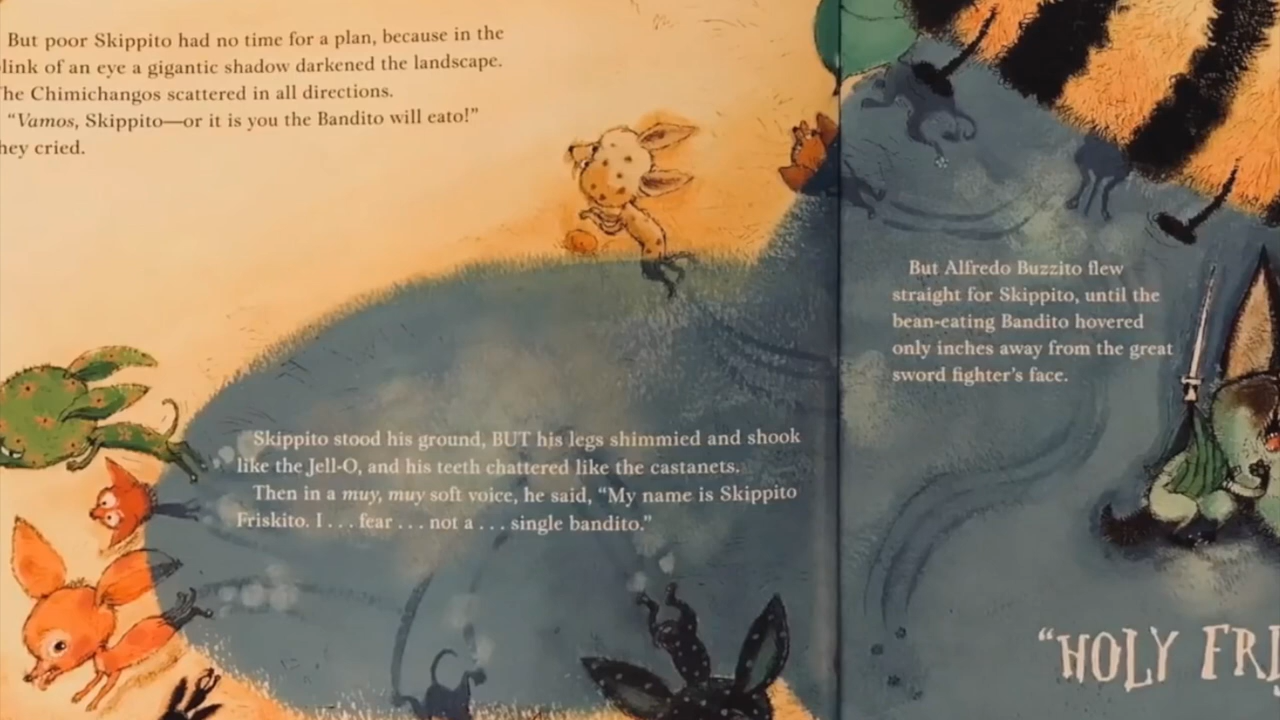 But poor Skippito had no time for a plan, because in the
of an eye a gigantic shadow darkened the landscape.
Chimichangos scattered in all directions.
"Vamos, Skippito—or it is you the Bandito will eato!"
cried.
Skippito stood his ground, BUT his legs shimmied and shook
like the Jell-O, and his teeth chattered like the castanets.
Then in a muy, muy soft voice, he said, "My name is Skippito
Friskito. I . . . fear . . . not a . . . single bandito."
But Alfredo Buzzito flew
straight for Skippito, until the
bean-eating Bandito hovered
only inches away from the great
sword fighter's face.
"HOLY